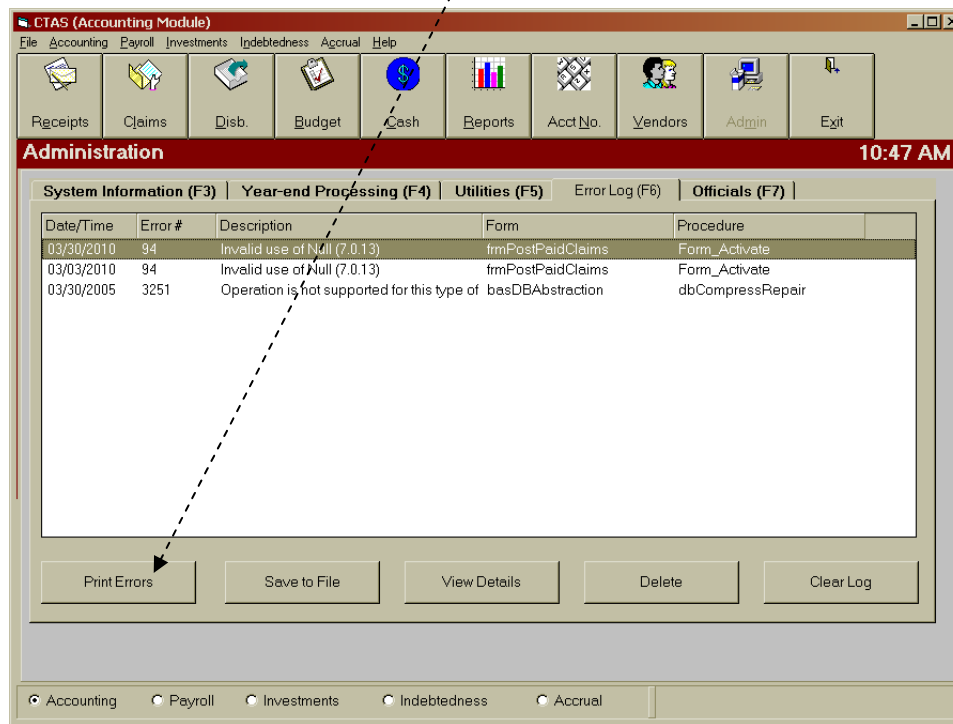 CTAS (Accounting Module)
File Accounting Payroll Investments Indebtedness Accrual Help
Receipts Claims Disb. Budget Cash Reports Acct No. Vendors Admin Exit
Administration 10:47 AM
System Information (F3) Year-end Processing (F4) Utilities (F5) Error Log (F6) Officials (F7)
Date/Time Error # Description Form Procedure
03/30/2010 94 Invalid use of Null (7.0.13) frmPostPaidClaims Form_Activate
03/03/2010 94 Invalid use of Null (7.0.13) frmPostPaidClaims Form_Activate
03/30/2005 3251 Operation is not supported for this type of basDBAbstraction dbCompressRepair
Print Errors Save to File View Details Delete Clear Log
Accounting Payroll Investments Indebtedness Accrual